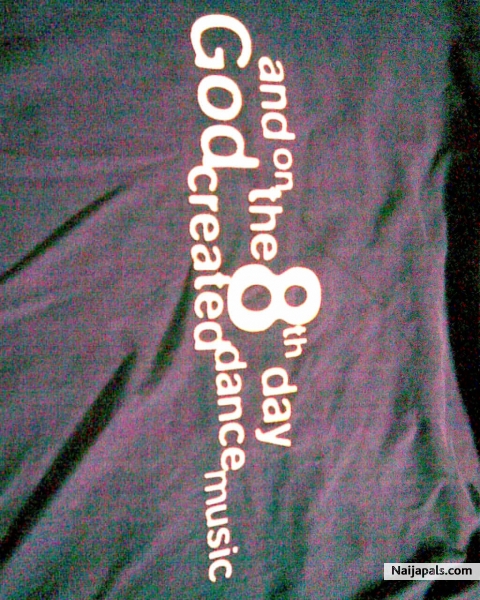 and on the 8th day
God created dance music
Naijapals.com